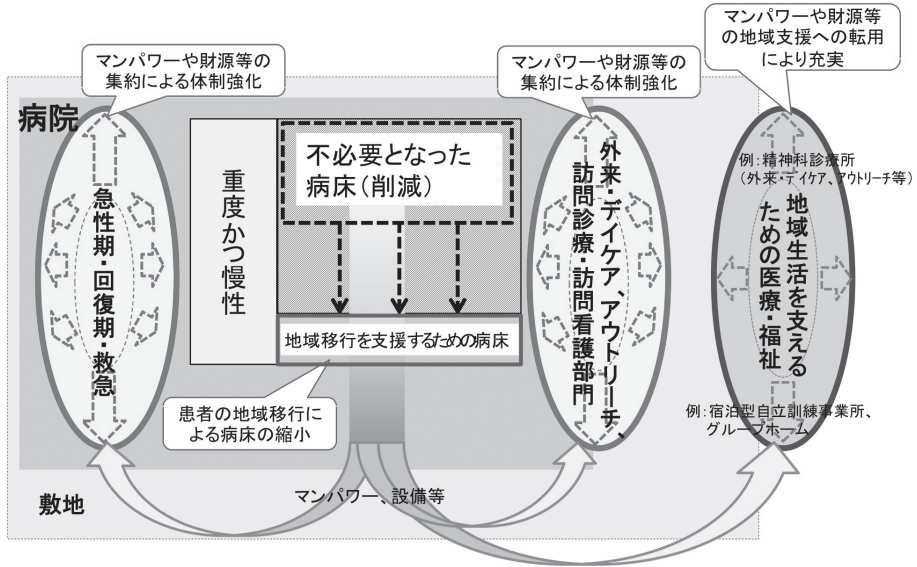 マンパワーや財源等の
集約による体制強化
マンパワーや財源等の
集約による体制強化
マンパワーや財源等
の地域支援への転用
により充実
病院
急性期・回復期・救急
重度かつ慢性
不必要となった
病床（削減）
地域移行を支援するための病床
患者の地域移行に
よる病床の縮小
外来・デイケア、アウトリーチ、
訪問診療・訪問看護部門
例：精神科診療所
（外来・デイケア、アウトリーチ等）
地域生活を支える
ための医療・福祉
例：宿泊型自立訓練事業所、
グループホーム
マンパワー、設備等
敷地